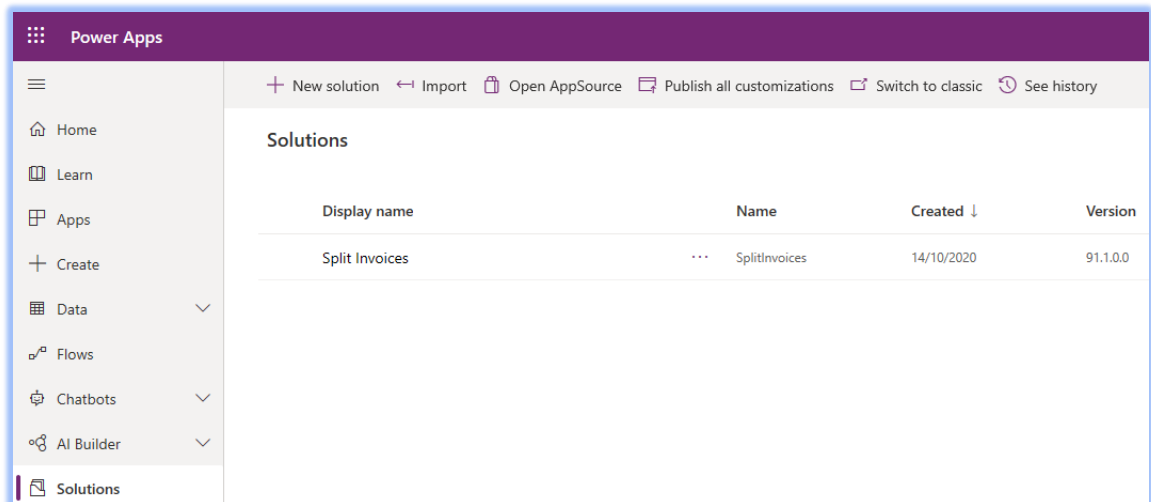 Power Apps
New solution Import Open AppSource Publish all customizations Switch to classic See history
Home
Learn
Apps
Create
Data
Flows
Chatbots
AI Builder
Solutions
Solutions
Display name Name Created ↓ Version
Split Invoices ... SplitInvoices 14/10/2020 91.1.0.0